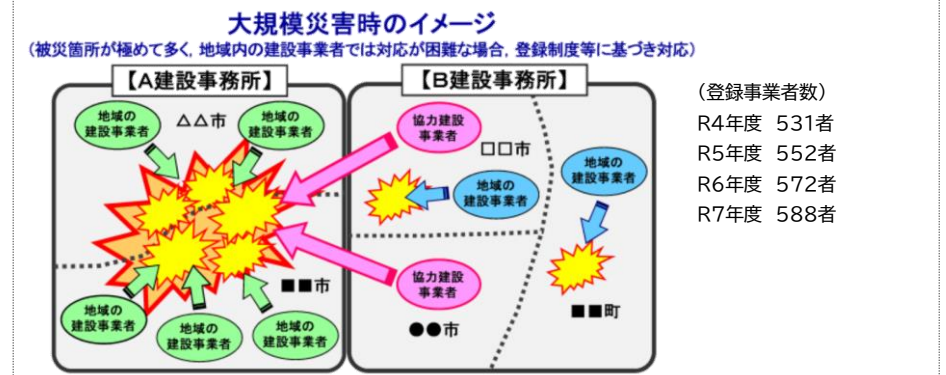 大規模災害時のイメージ
(被災箇所が極めて多く, 地域内の建設事業者では対応が困難な場合, 登録制度等に基づき対応)
【A建設事務所】
【B建設事務所】
地域の
建設事業者
△△市
地域の
建設事業者
協力建設
事業者
□□市
地域の
建設事業者
地域の
建設事業者
■■市
協力建設
事業者
地域の
建設事業者
地域の
建設事業者
地域の
建設事業者
●●市
■■町
(登録事業者数)
R4年度 531者
R5年度 552者
R6年度 572者
R7年度 588者